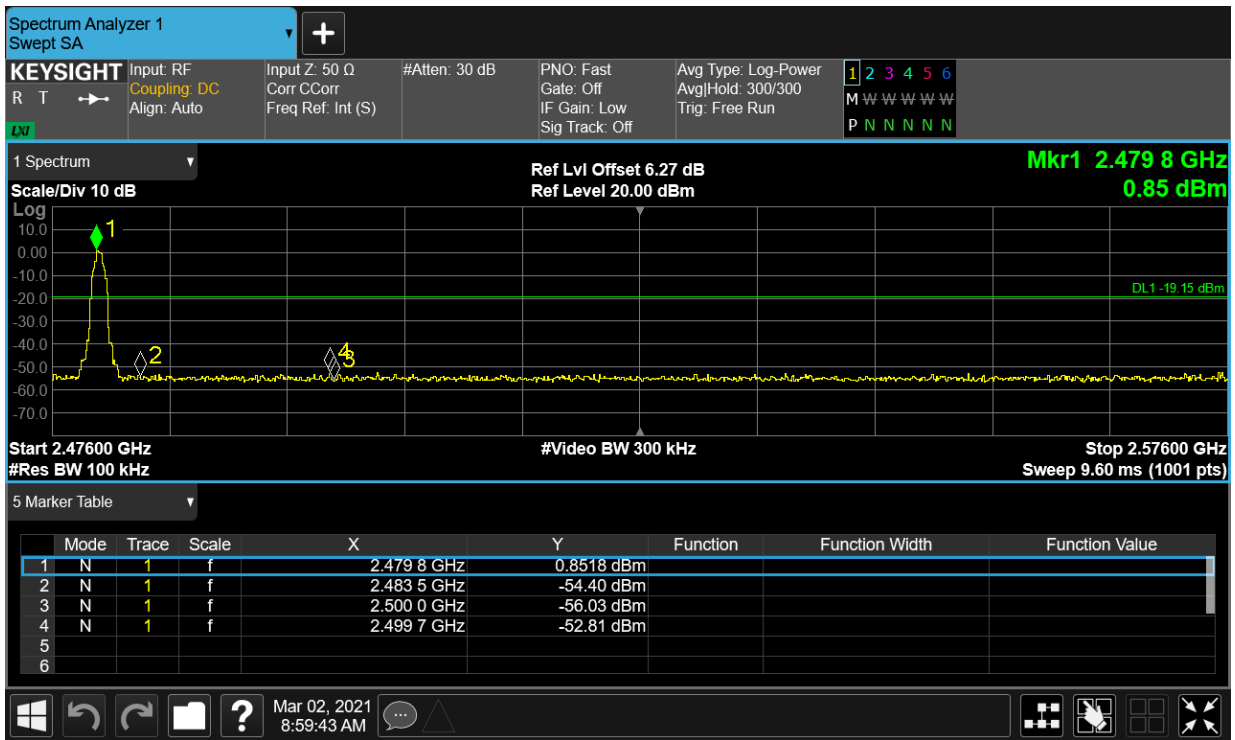 Spectrum Analyzer 1
Swept SA
+
KEYSIGHT
R T
LXI
Input: RF
Coupling: DC
Align: Auto
Input Z: 50 Ω
Corr CCorr
Freq Ref: Int (S)
#Atten: 30 dB
PNO: Fast
Gate: Off
IF Gain: Low
Sig Track: Off
Avg Type: Log-Power
Avg|Hold: 300/300
Trig: Free Run
1 2 3 4 5 6
M W W W W W
P N N N N N
1 Spectrum
Scale/Div 10 dB
Ref Lvl Offset 6.27 dB
Ref Level 20.00 dBm
Mkr1 2.479 8 GHz
0.85 dBm
Log
10.0
0.00
-10.0
-20.0
-30.0
-40.0
-50.0
-60.0
-70.0
1
2
4
3
DL1 -19.15 dBm
Start 2.47600 GHz
#Res BW 100 kHz
#Video BW 300 kHz
Stop 2.57600 GHz
Sweep 9.60 ms (1001 pts)
5 Marker Table
Mode Trace Scale X Y Function Function Width Function Value
1 N 1 f 2.479 8 GHz 0.8518 dBm
2 N 1 f 2.483 5 GHz -54.40 dBm
3 N 1 f 2.500 0 GHz -56.03 dBm
4 N 1 f 2.499 7 GHz -52.81 dBm
5
6
?
Mar 02, 2021
8:59:43 AM